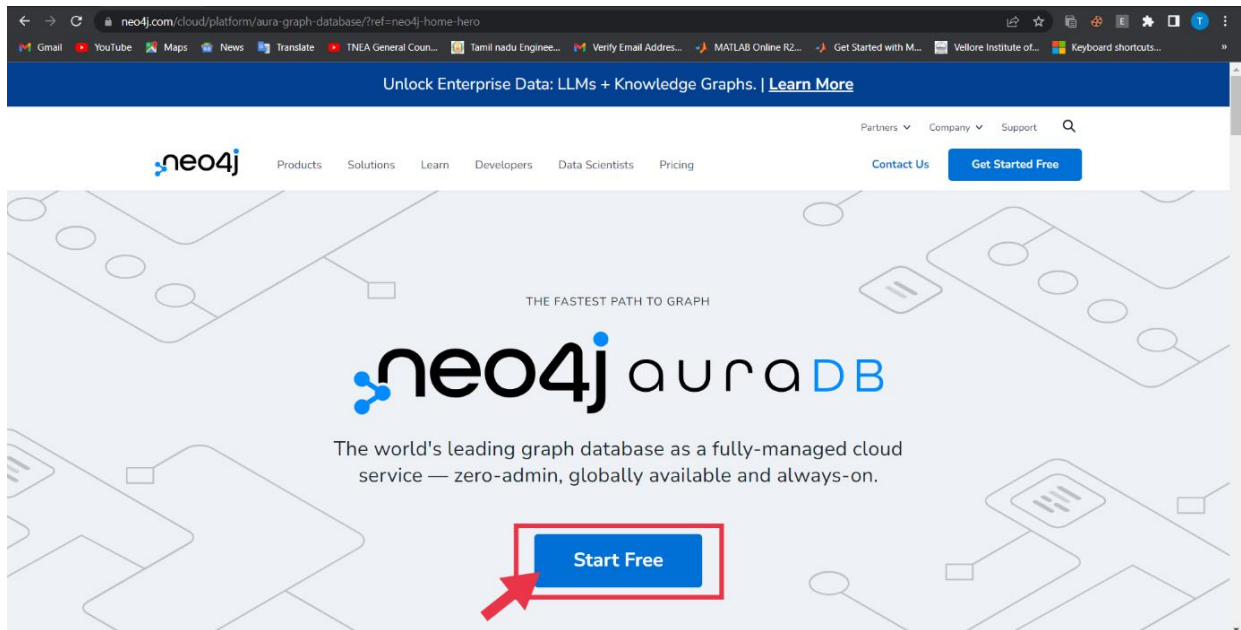 neo4j.com/cloud/platform/aura-graph-database/?ref=neo4j-home-hero
T
Gmail YouTube Maps News Translate TNEA General Coun... Tamil nadu Enginee... Verify Email Addres... MATLAB Online R2... Get Started with M... Vellore Institute of... Keyboard shortcuts... »
Unlock Enterprise Data: LLMs + Knowledge Graphs. | Learn More
Partners Company Support
neo4j Products Solutions Learn Developers Data Scientists Pricing Contact Us Get Started Free
THE FASTEST PATH TO GRAPH
neo4j auraDB
The world's leading graph database as a fully-managed cloud
service — zero-admin, globally available and always-on.
Start Free